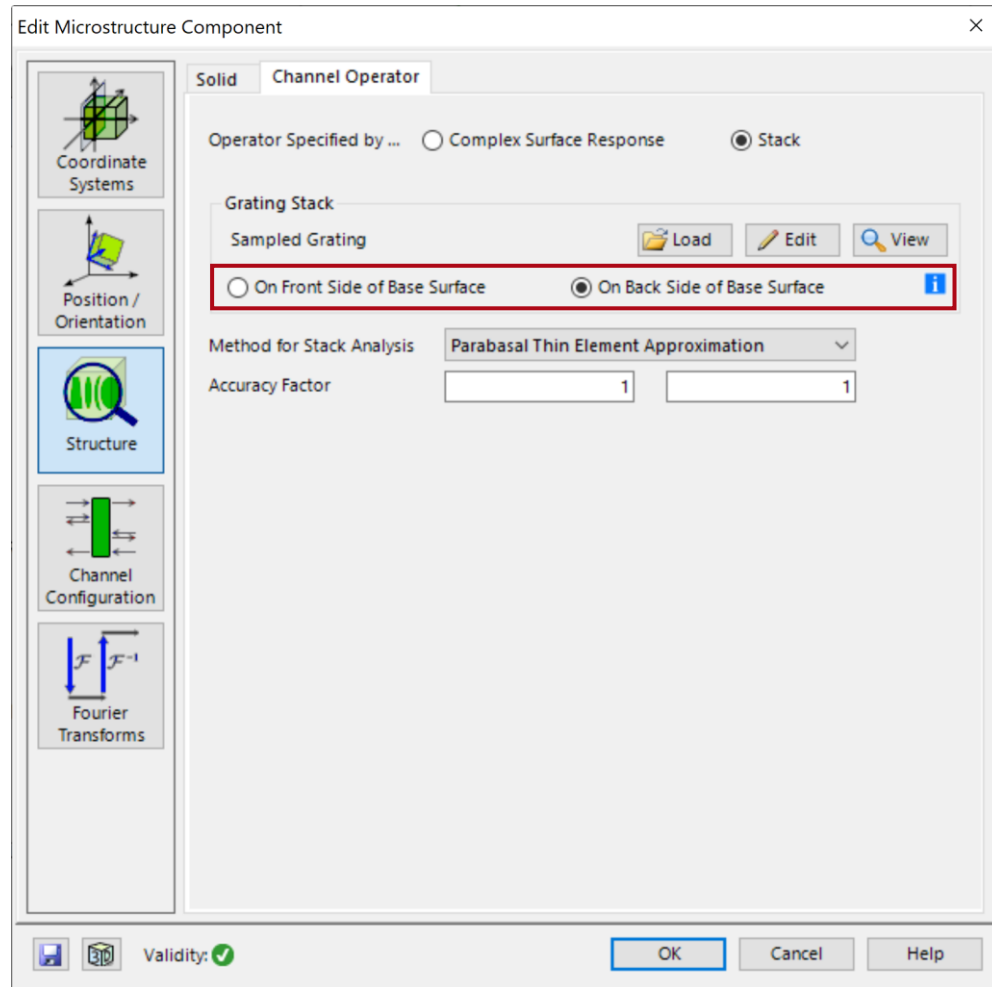 Edit Microstructure Component
Coordinate
Systems
Position /
Orientation
Structure
Channel
Configuration
ℱ ℱ⁻¹
Fourier
Transforms
Solid Channel Operator
Operator Specified by ... Complex Surface Response Stack
Grating Stack
Sampled Grating Load Edit View
On Front Side of Base Surface On Back Side of Base Surface i
Method for Stack Analysis Parabasal Thin Element Approximation
Accuracy Factor 1 1
3D Validity: OK Cancel Help